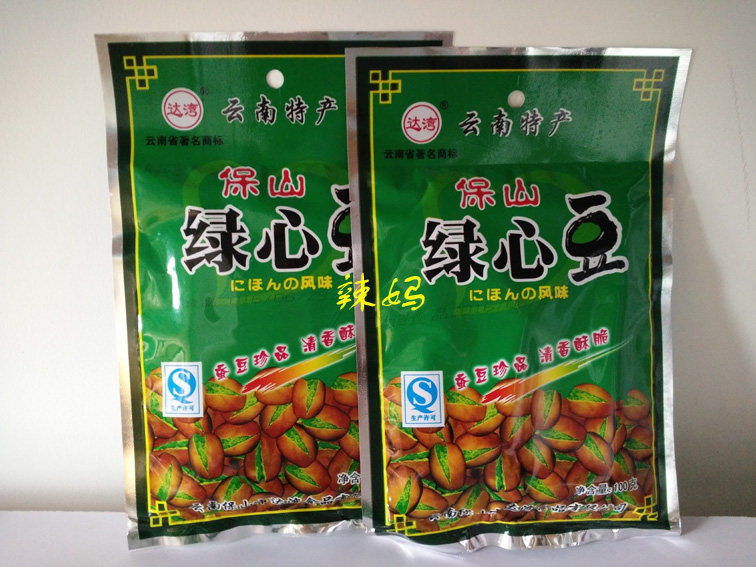 达湾®
云南特产
云南省著名商标
保山
绿心豆
にほんの风味
蚕豆珍品 清香酥
生产许可
净含
达湾®
云南特产
云南省著名商标
保山
绿心豆
にほんの风味
蚕豆珍品 清香酥脆
生产许可
净含量:100克
辣妈